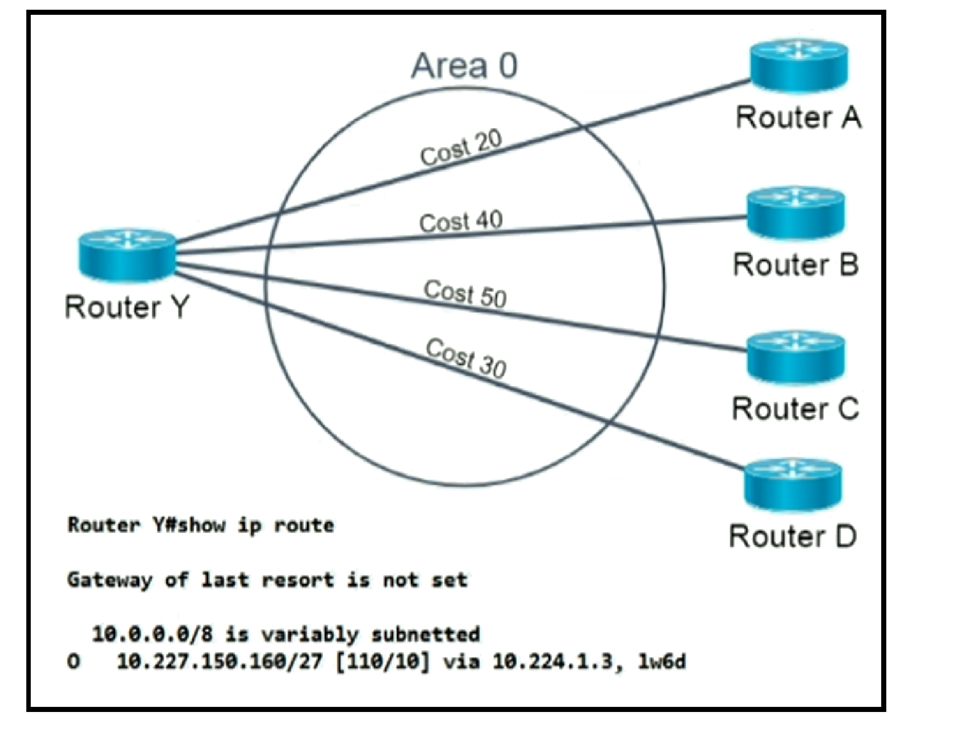 Area 0
Router A
Cost 20
Cost 40
Router B
Router Y
Cost 50
Cost 30
Router C
Router D
Router Y#show ip route
Gateway of last resort is not set
10.0.0.0/8 is variably subnetted
O 10.227.150.160/27 [110/10] via 10.224.1.3, 1w6d